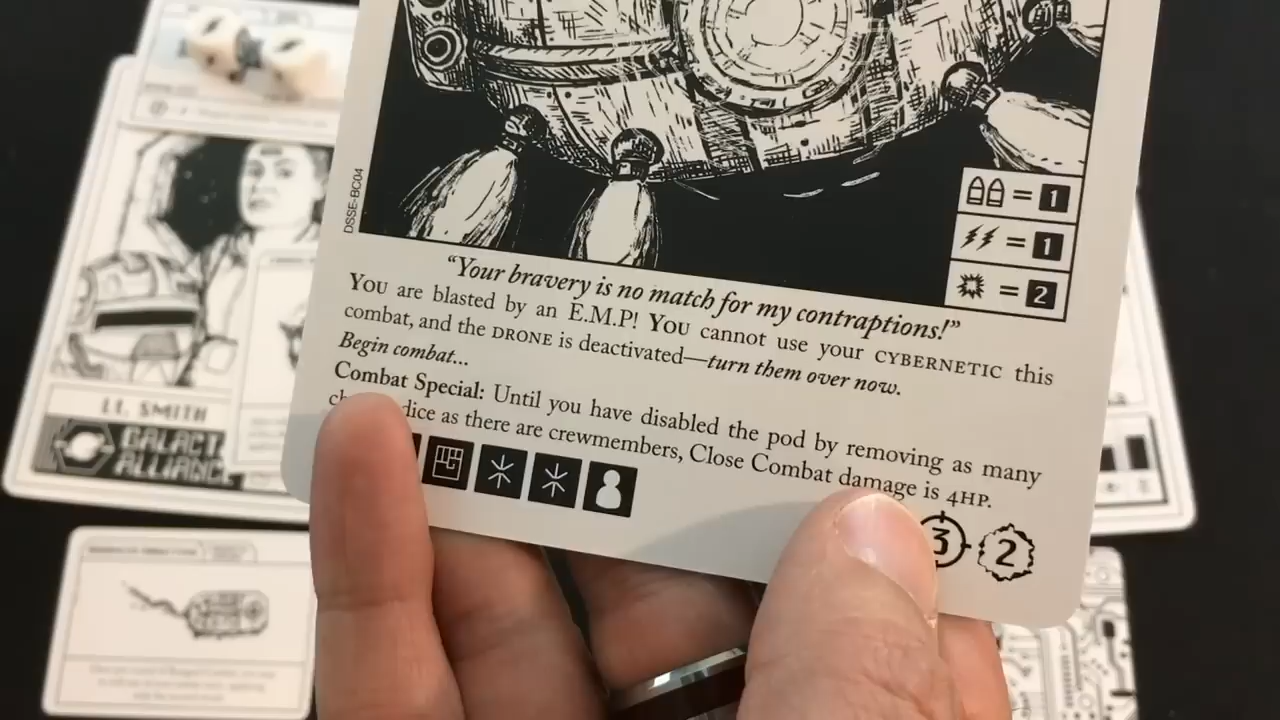 DSSE-BC04
= 1
= 1
= 2
“Your bravery is no match for my contraptions!”
YOU are blasted by an E.M.P! YOU cannot use your CYBERNETIC this
combat, and the DRONE is deactivated—turn them over now.
Begin combat...
Combat Special: Until you have disabled the pod by removing as many
dice as there are crewmembers, Close Combat damage is 4HP.
3 2
LT. SMITH
GALACT
ALLIANCE